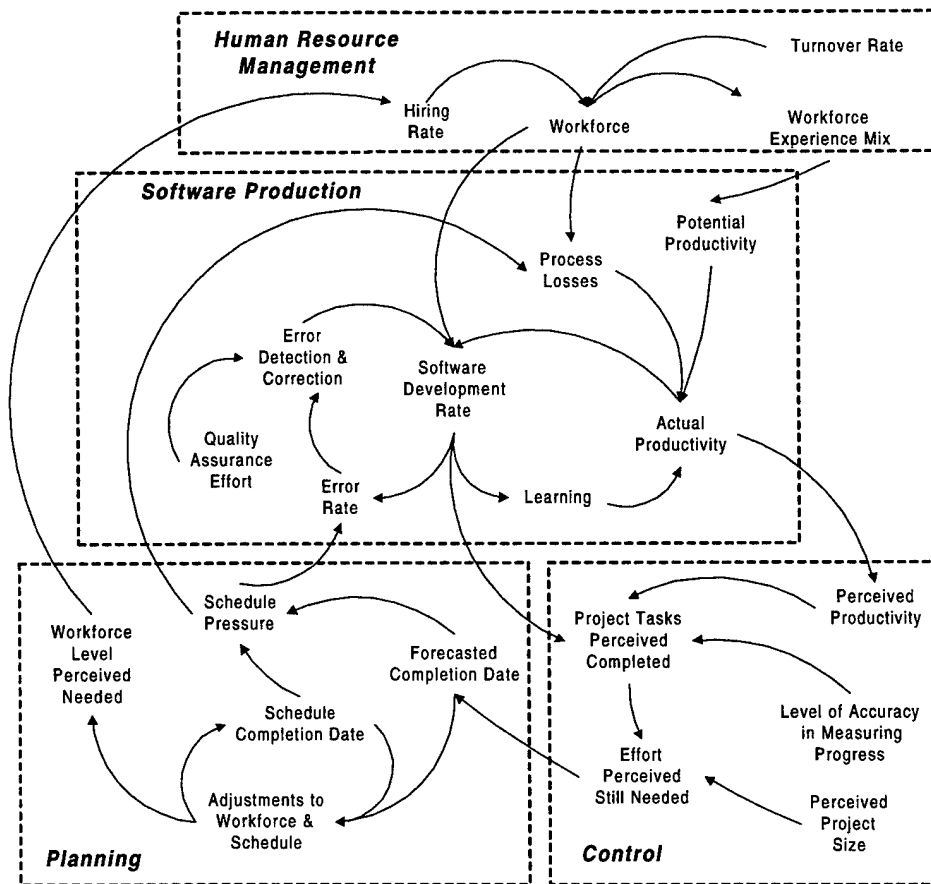 Human Resource
Management
Turnover Rate
Hiring
Rate
Workforce
Workforce
Experience Mix
Software Production
Potential
Productivity
Process
Losses
Error
Detection &
Correction
Software
Development
Rate
Actual
Productivity
Quality
Assurance
Effort
Error
Rate
Learning
Schedule
Pressure
Workforce
Level
Perceived
Needed
Forecasted
Completion Date
Schedule
Completion Date
Adjustments to
Workforce &
Schedule
Planning
Perceived
Productivity
Project Tasks
Perceived
Completed
Level of Accuracy
in Measuring
Progress
Effort
Perceived
Still Needed
Perceived
Project
Size
Control